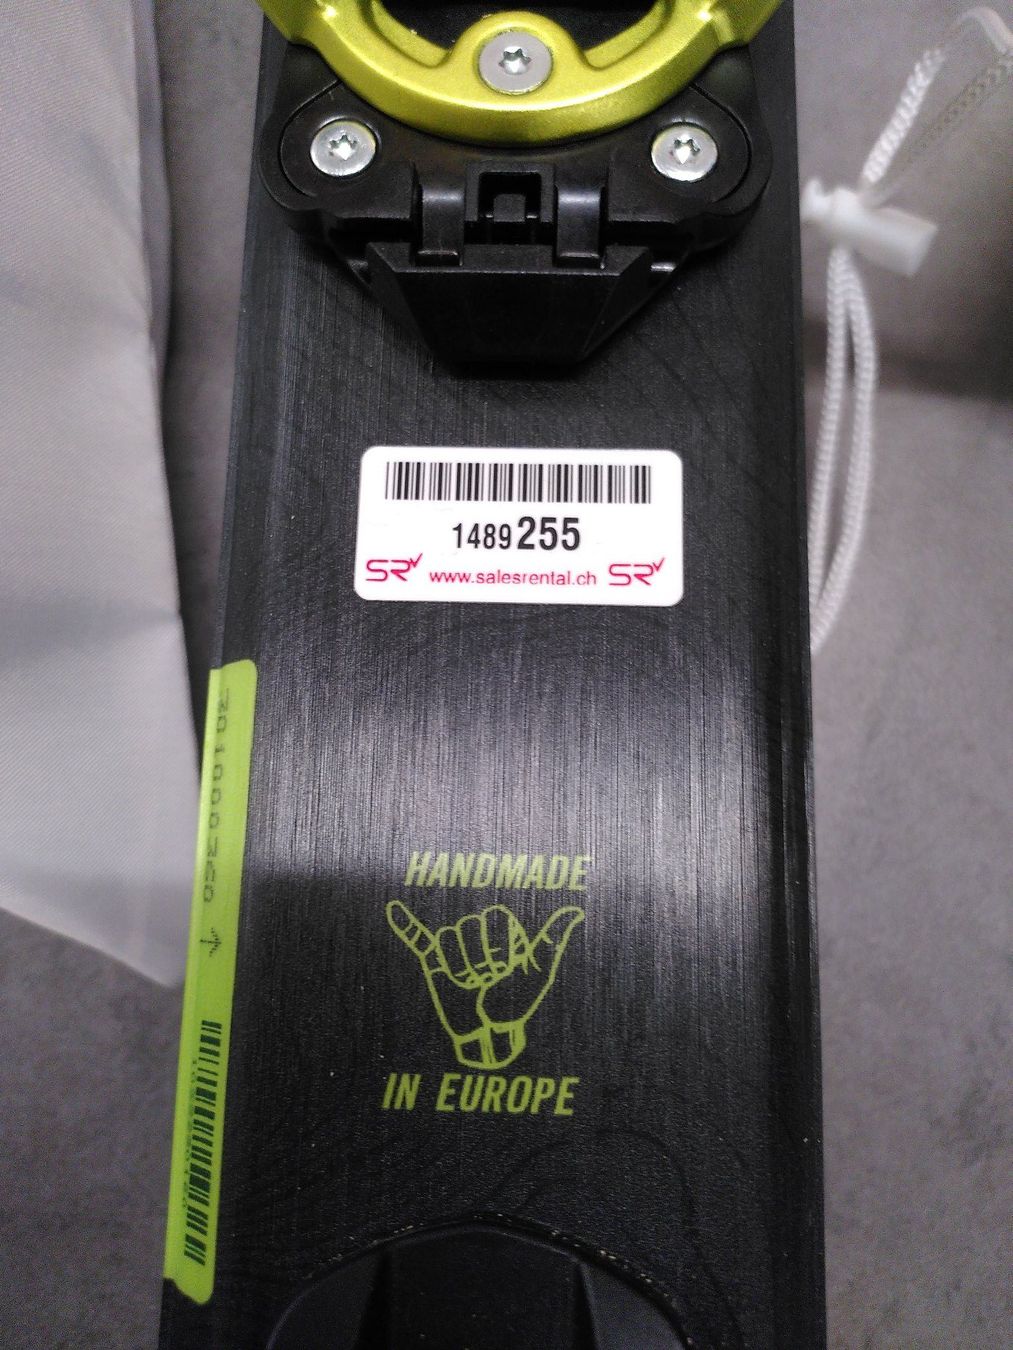 1489255
SR www.salesrental.ch SR
HANDMADE
IN EUROPE